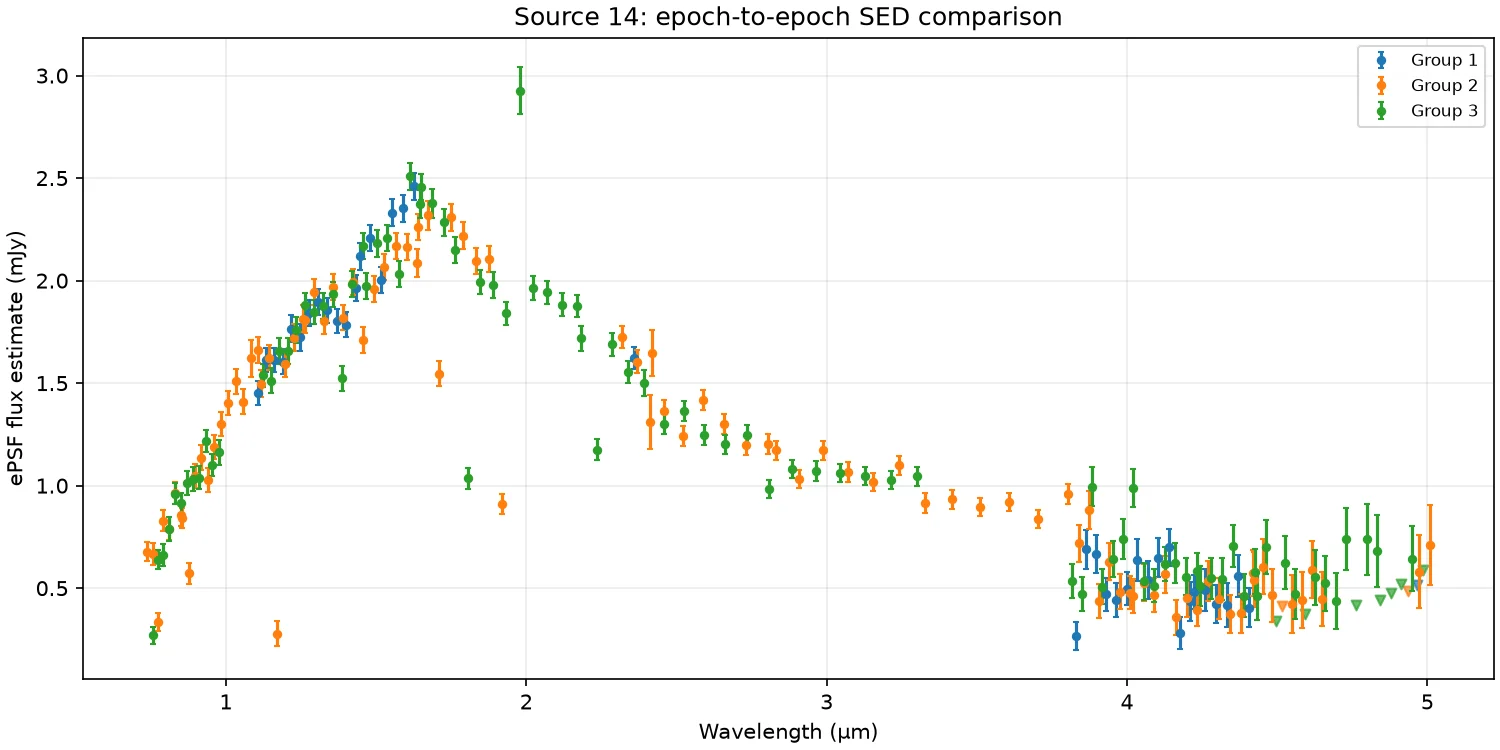 Source 14: epoch-to-epoch SED comparison
Group 1
Group 2
Group 3
ePSF flux estimate (mJy)
3.0
2.5
2.0
1.5
1.0
0.5
1 2 3 4 5
Wavelength (µm)